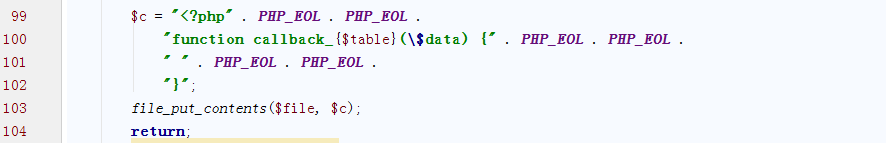 99 $c = "<?php" . PHP_EOL . PHP_EOL .
100 "function callback_{$table}(\$data) {" . PHP_EOL . PHP_EOL .
101 " " . PHP_EOL . PHP_EOL .
102 "}";
103 file_put_contents($file, $c);
104 return;